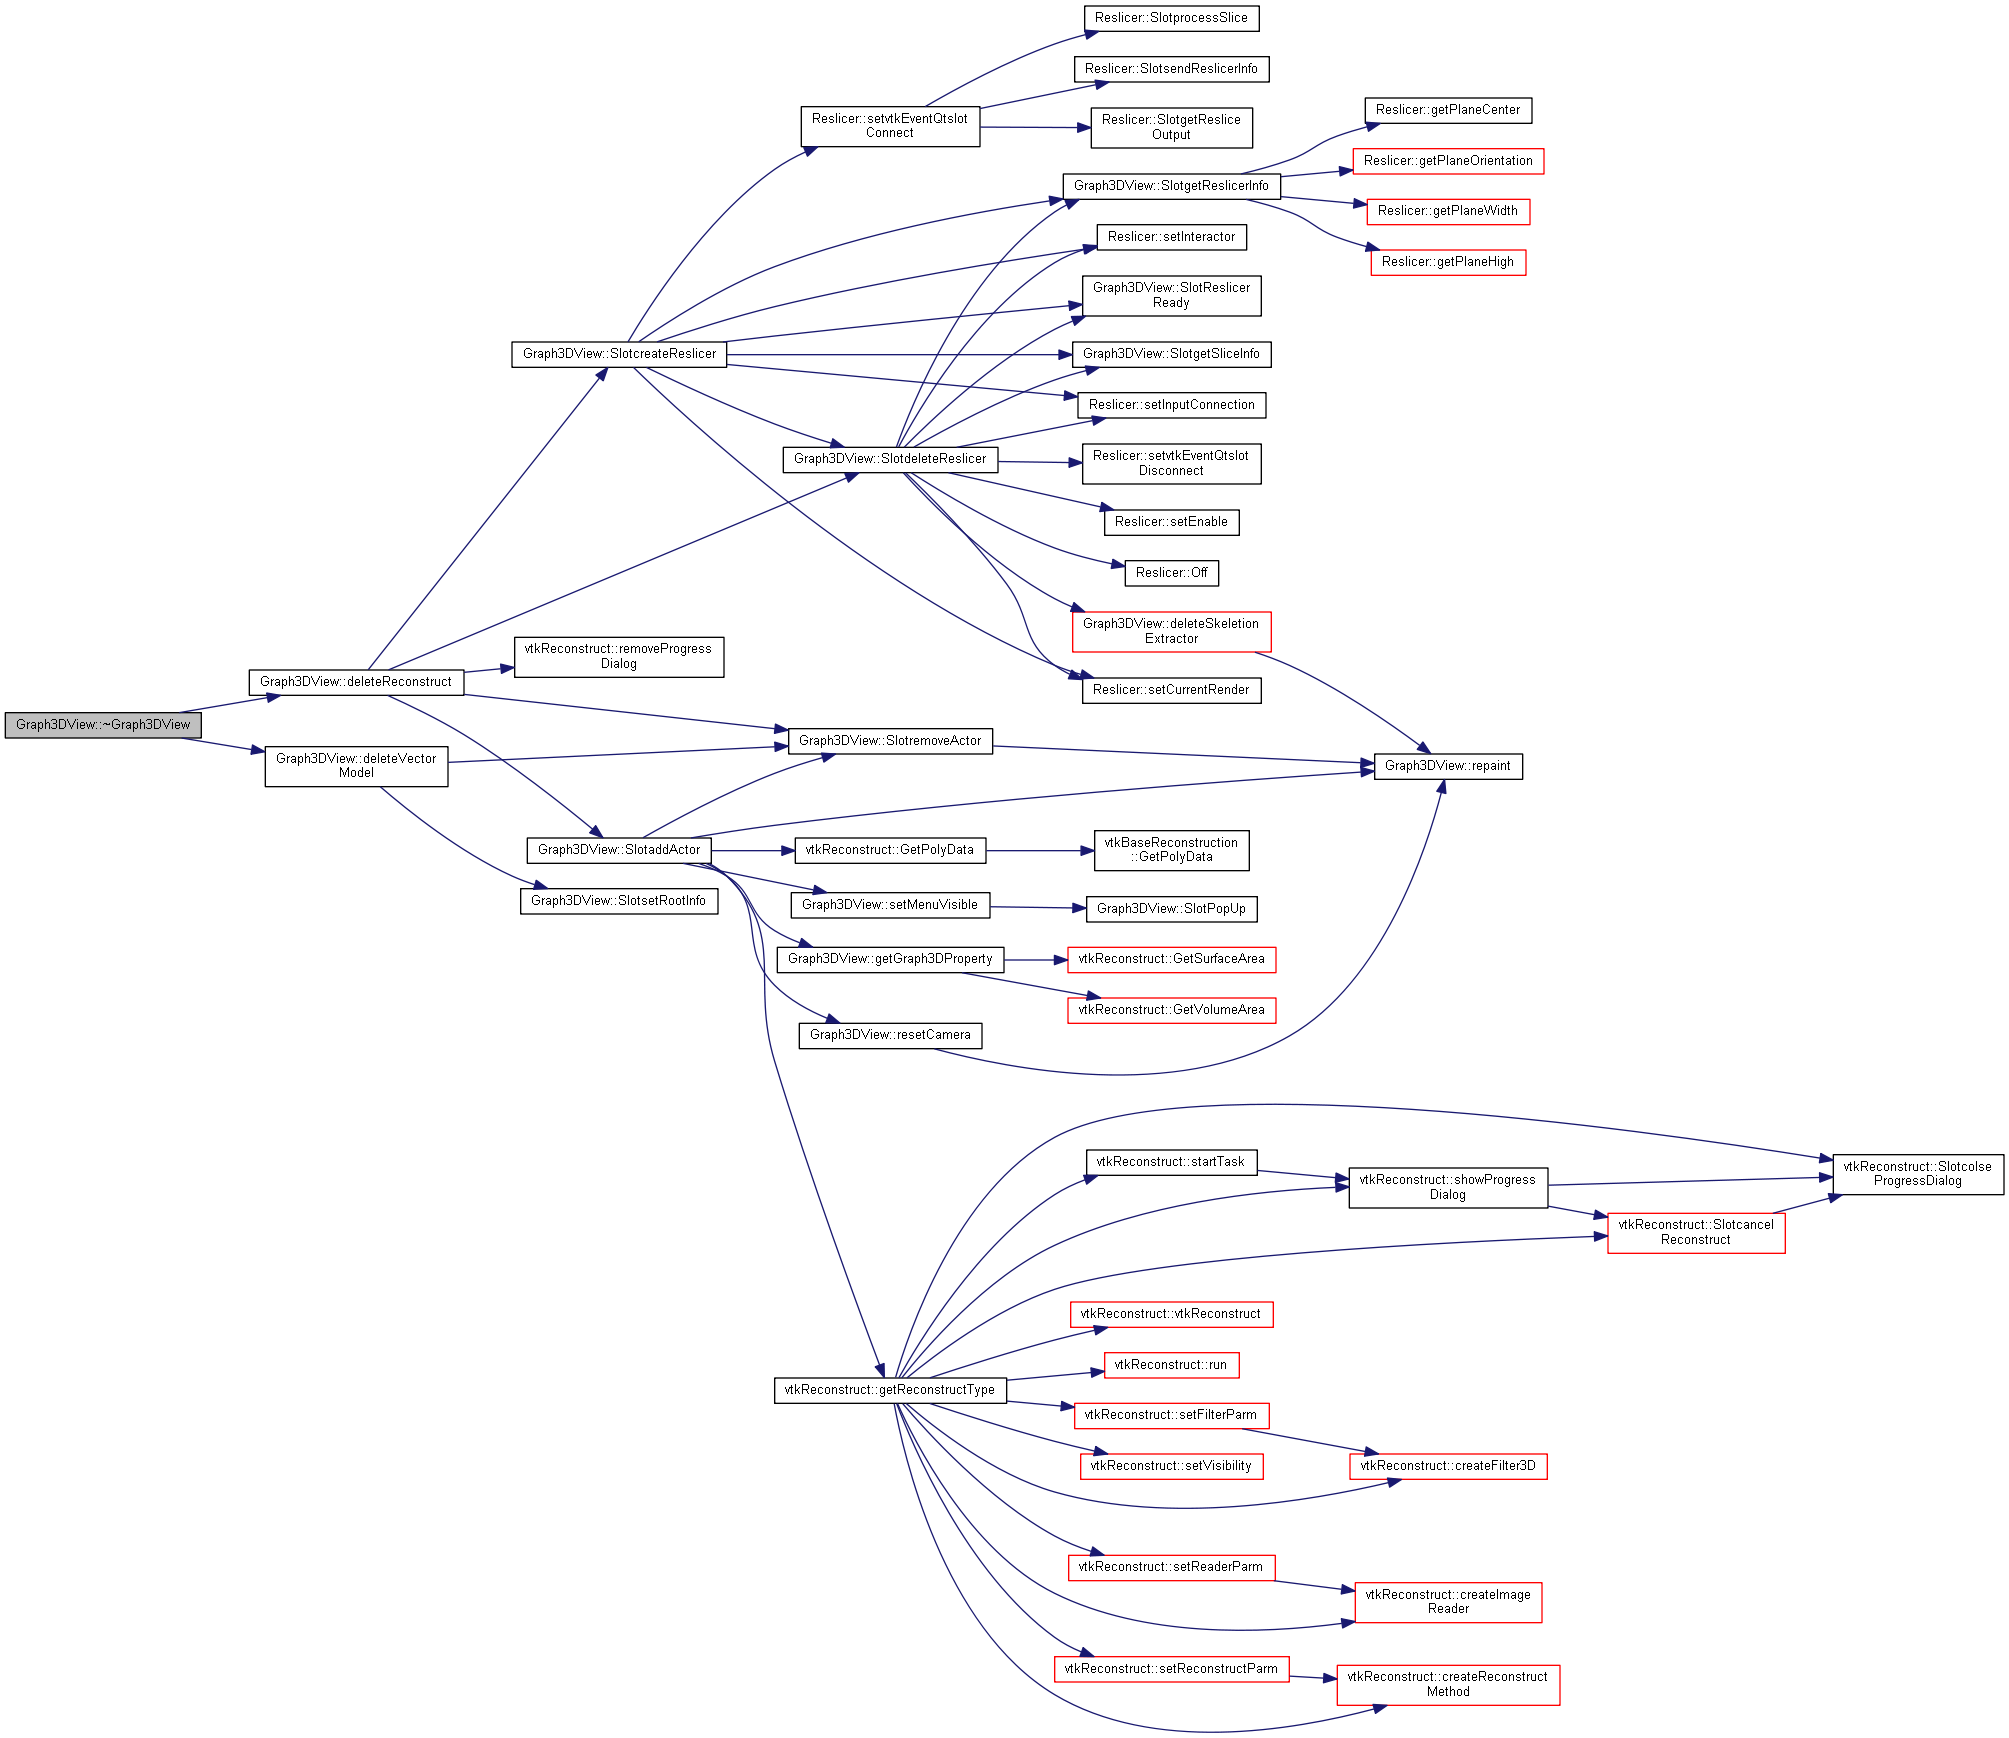 Reslicer::SlotprocessSlice
Reslicer::SlotsendReslicerInfo
Reslicer::setvtkEventQtslot
Connect
Reslicer::SlotgetReslice
Output
Reslicer::getPlaneCenter
Reslicer::getPlaneOrientation
Graph3DView::SlotgetReslicerInfo
Reslicer::getPlaneWidth
Reslicer::setInteractor
Reslicer::getPlaneHigh
Graph3DView::SlotReslicer
Ready
Graph3DView::SlotcreateReslicer
Graph3DView::SlotgetSliceInfo
Reslicer::setInputConnection
Graph3DView::SlotdeleteReslicer
Reslicer::setvtkEventQtslot
Disconnect
Reslicer::setEnable
Reslicer::Off
Graph3DView::deleteSkeletion
Extractor
vtkReconstruct::removeProgress
Dialog
Graph3DView::deleteReconstruct
Reslicer::setCurrentRender
Graph3DView::~Graph3DView
Graph3DView::SlotremoveActor
Graph3DView::deleteVector
Model
Graph3DView::repaint
Graph3DView::SlotaddActor
vtkReconstruct::GetPolyData
vtkBaseReconstruction
::GetPolyData
Graph3DView::SlotsetRootInfo
Graph3DView::setMenuVisible
Graph3DView::SlotPopUp
Graph3DView::getGraph3DProperty
vtkReconstruct::GetSurfaceArea
vtkReconstruct::GetVolumeArea
Graph3DView::resetCamera
vtkReconstruct::startTask
vtkReconstruct::showProgress
Dialog
vtkReconstruct::Slotcolse
ProgressDialog
vtkReconstruct::Slotcancel
Reconstruct
vtkReconstruct::vtkReconstruct
vtkReconstruct::run
vtkReconstruct::getReconstructType
vtkReconstruct::setFilterParm
vtkReconstruct::setVisibility
vtkReconstruct::createFilter3D
vtkReconstruct::setReaderParm
vtkReconstruct::createImage
Reader
vtkReconstruct::setReconstructParm
vtkReconstruct::createReconstruct
Method